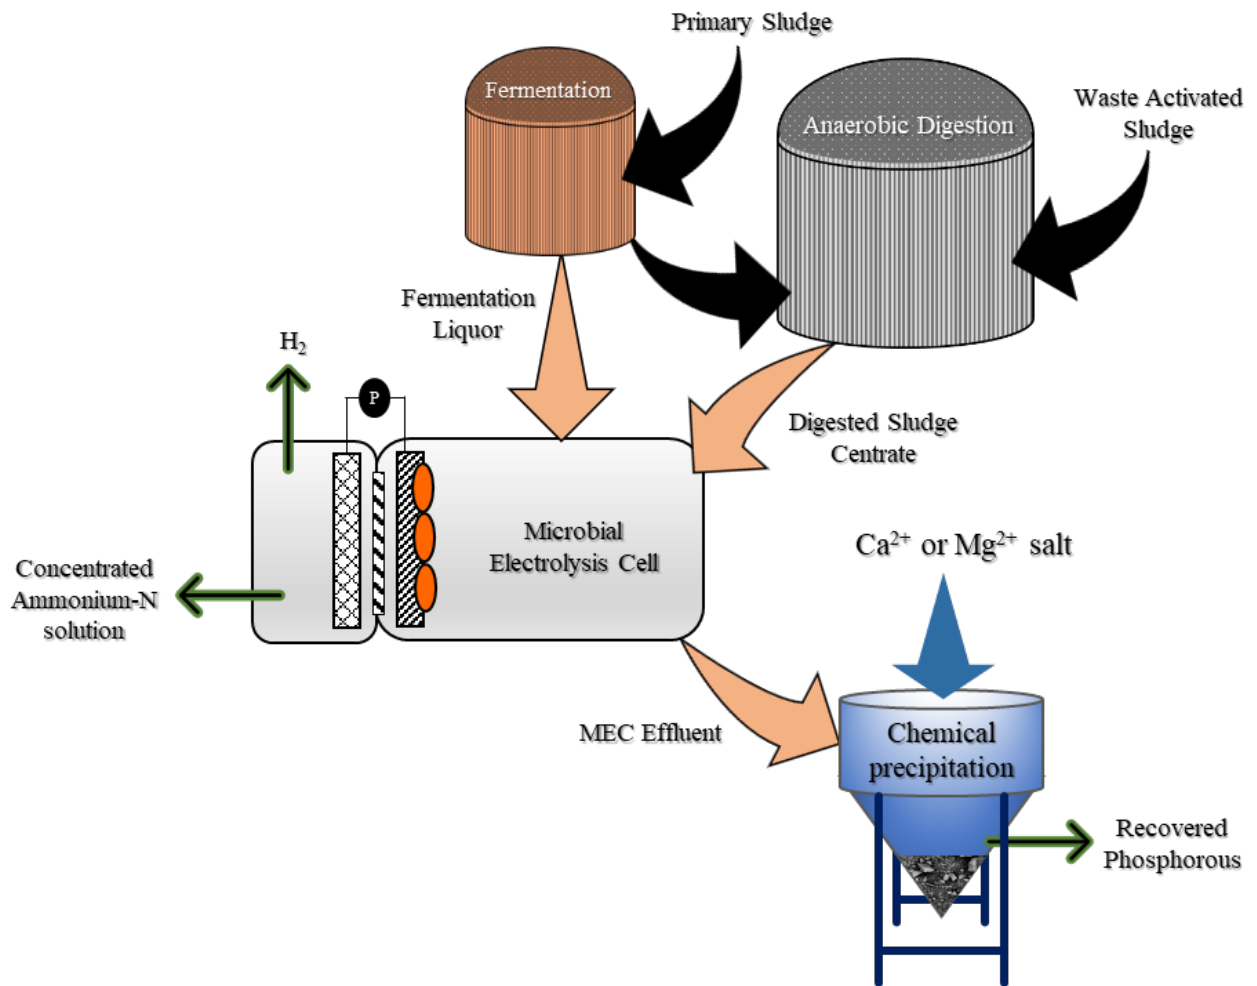 Primary Sludge
Fermentation
Anaerobic Digestion
Waste Activated
Sludge
Fermentation
Liquor
H₂
P
Digested Sludge
Centrate
Microbial
Electrolysis Cell
Ca²⁺ or Mg²⁺ salt
Concentrated
Ammonium-N
solution
MEC Effluent
Chemical
precipitation
Recovered
Phosphorous